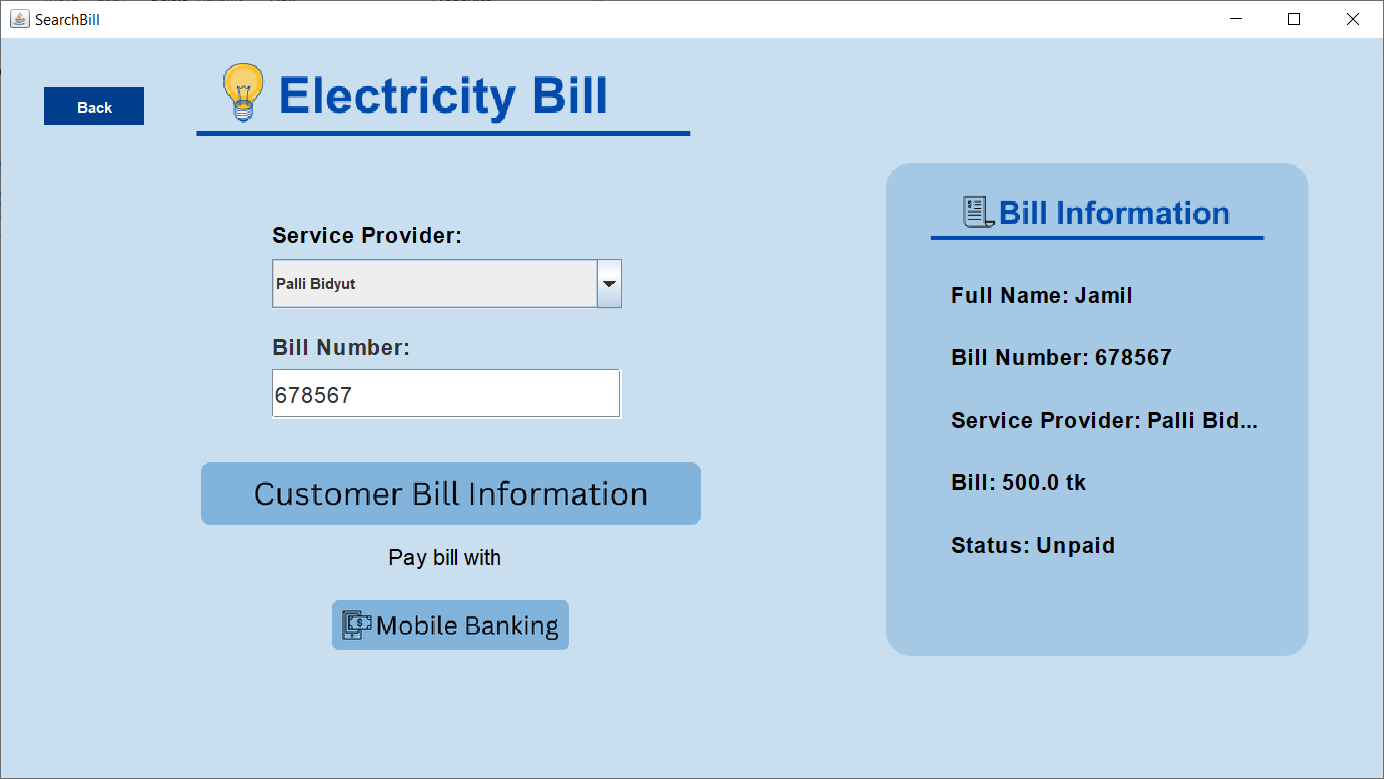 SearchBill
Back
Electricity Bill
Service Provider:
Palli Bidyut
Bill Number:
678567
Customer Bill Information
Pay bill with
Mobile Banking
Bill Information
Full Name: Jamil
Bill Number: 678567
Service Provider: Palli Bid...
Bill: 500.0 tk
Status: Unpaid